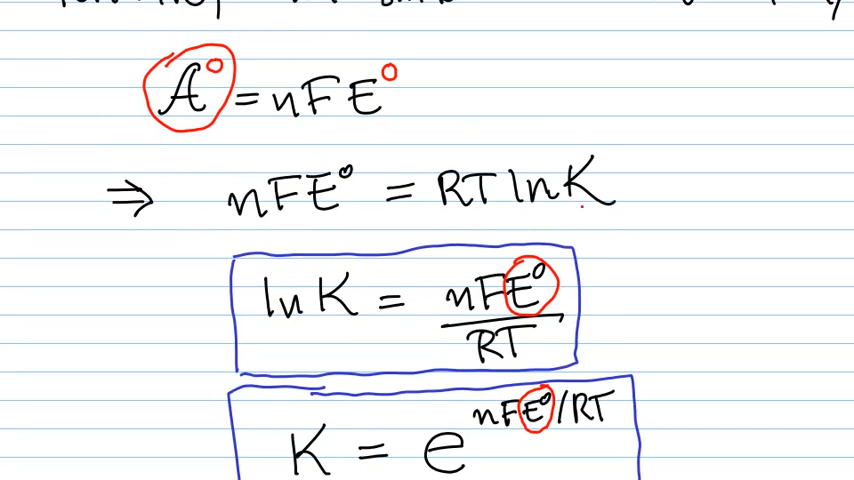 𝒜° = nFE°
⇒ nFE° = RT ln K
ln K = nFE° / RT
K = e^{nFE°/RT}